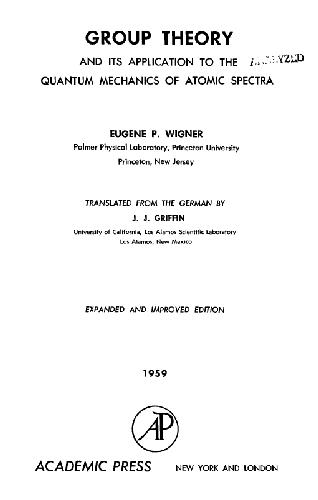 GROUP THEORY
AND ITS APPLICATION TO THE
QUANTUM MECHANICS OF ATOMIC SPECTRA
EUGENE P. WIGNER
Palmer Physical Laboratory, Princeton University
Princeton, New Jersey
TRANSLATED FROM THE GERMAN BY
J. J. GRIFFIN
University of California, Los Alamos Scientific Laboratory
Los Alamos, New Mexico
EXPANDED AND IMPROVED EDITION
1959
AP
ACADEMIC PRESS NEW YORK AND LONDON